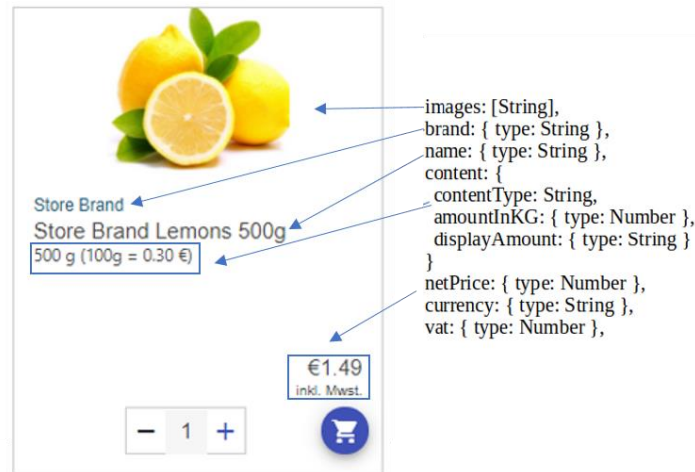 Store Brand
Store Brand Lemons 500g
500 g (100g = 0.30 €)
€1.49
inkl. Mwst.
− 1 +
images: [String],
brand: { type: String },
name: { type: String },
content: {
contentType: String,
amountInKG: { type: Number },
displayAmount: { type: String }
}
netPrice: { type: Number },
currency: { type: String },
vat: { type: Number },